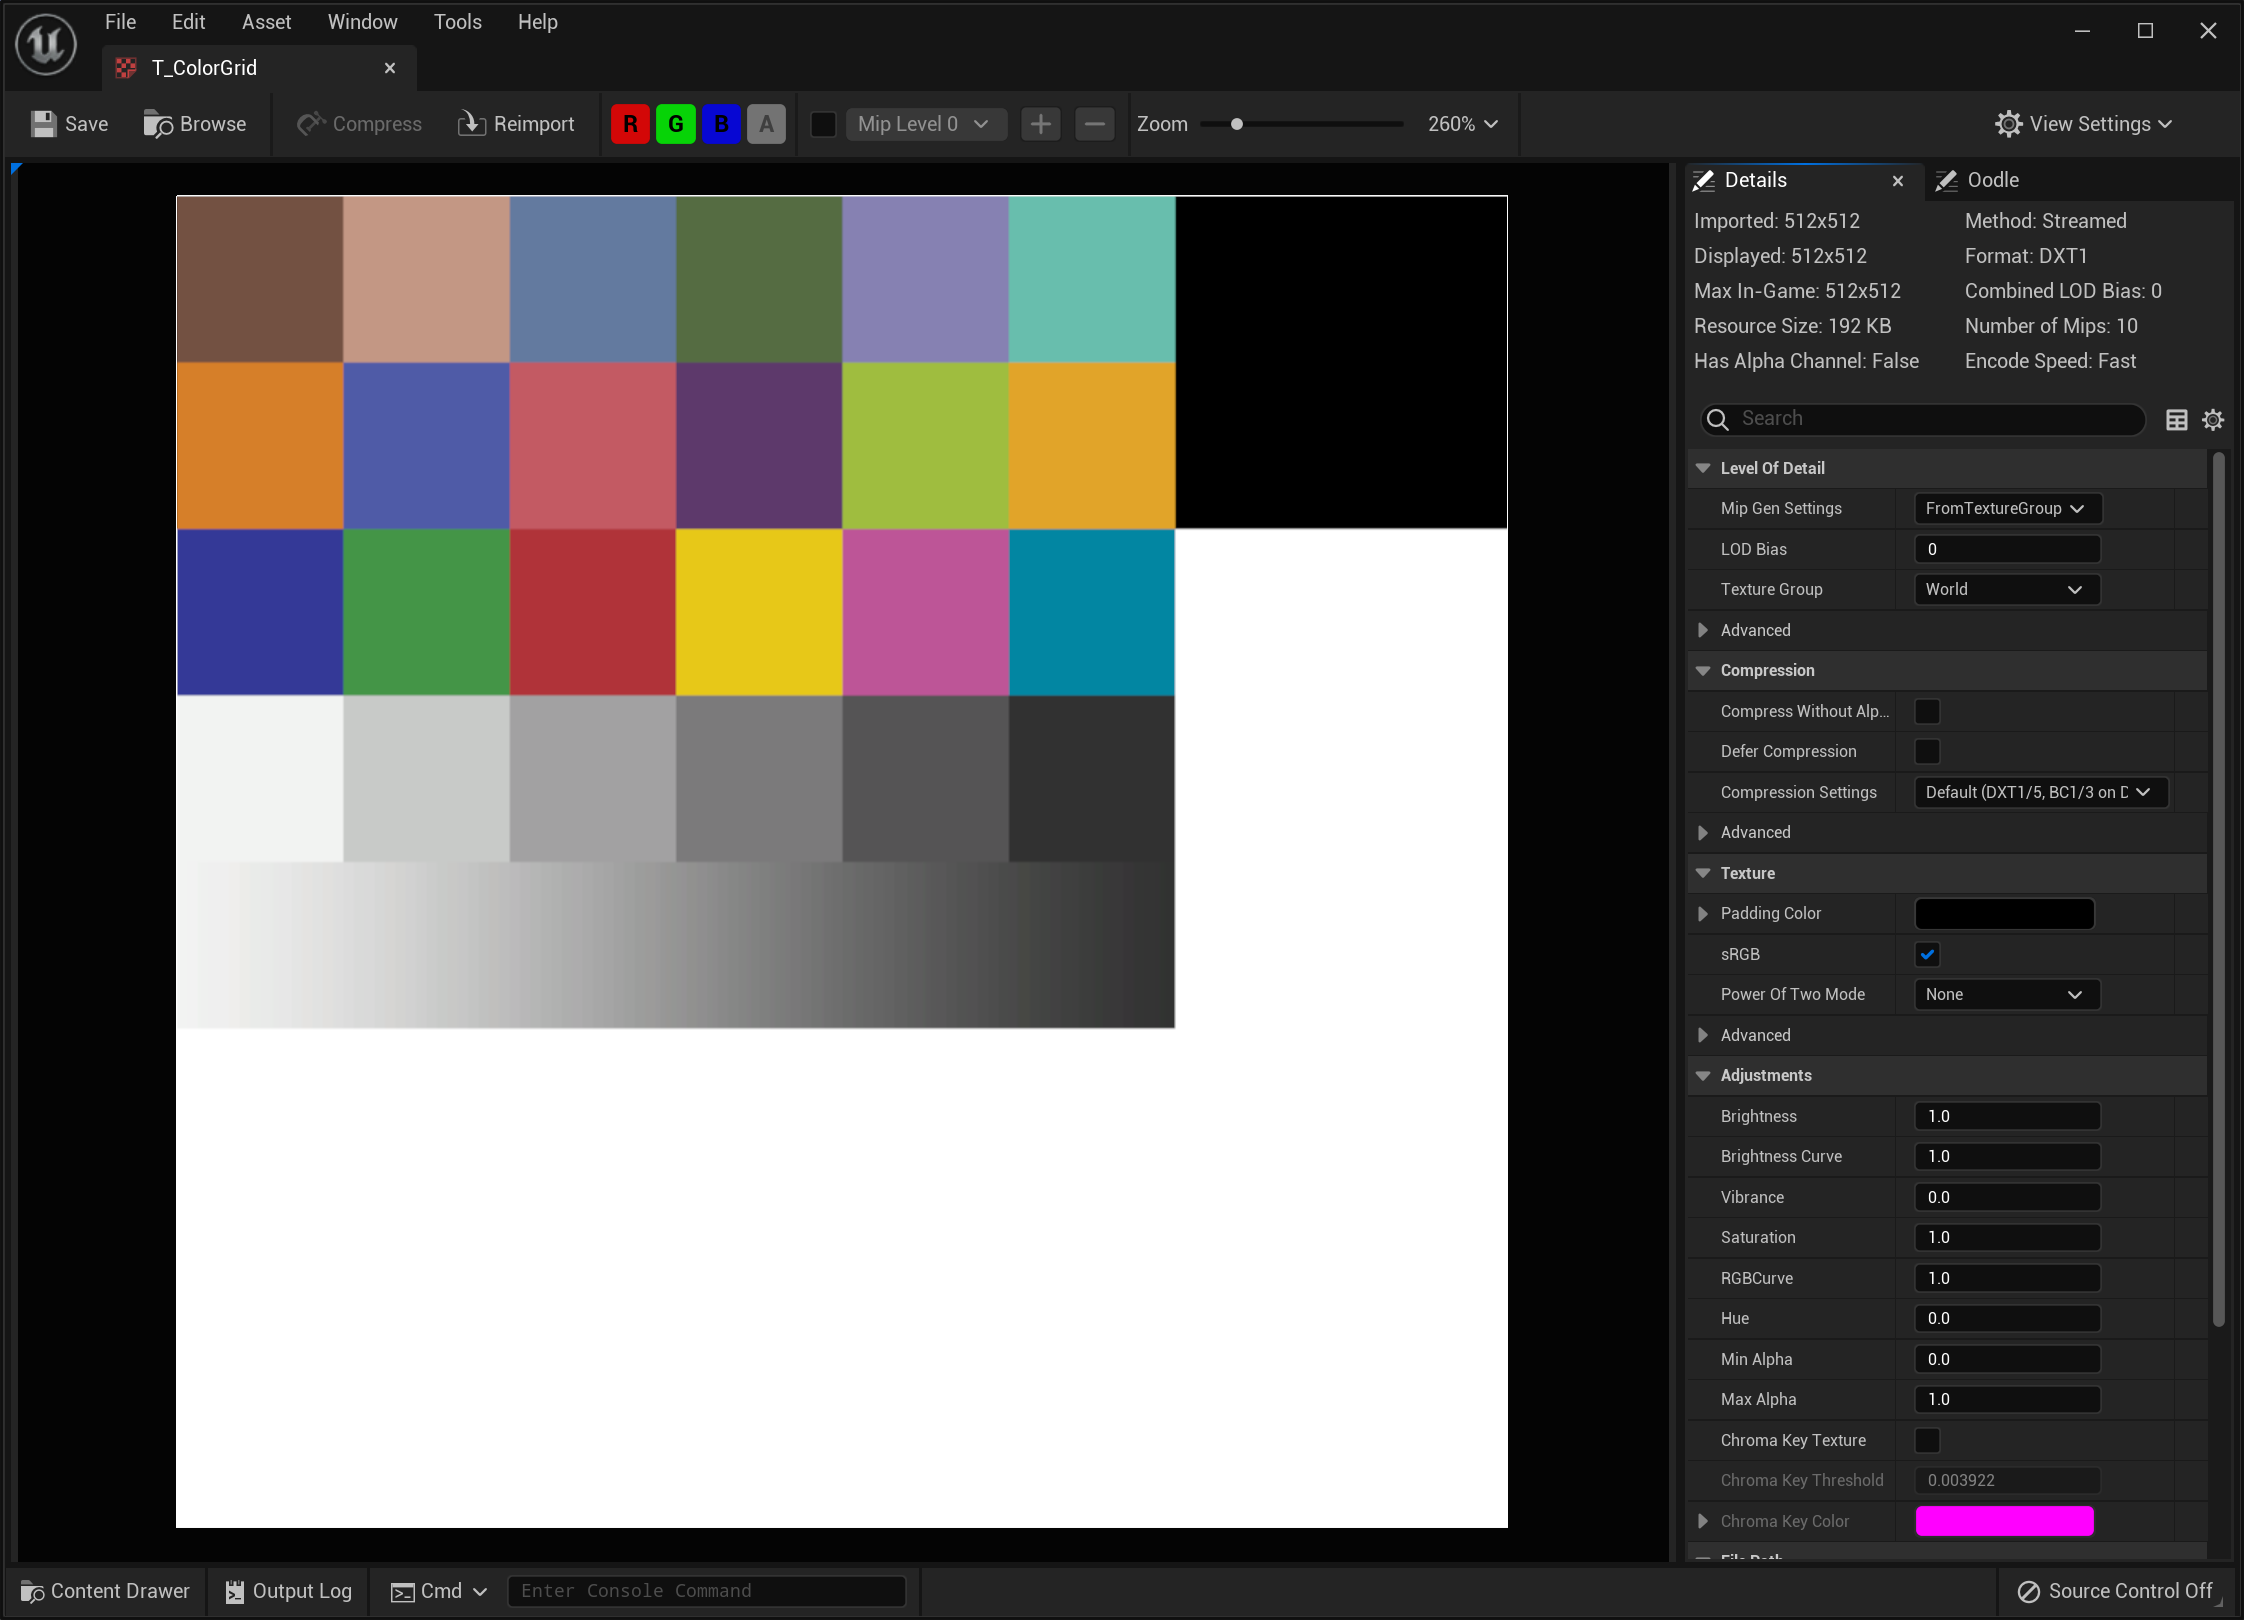 File Edit Asset Window Tools Help
T_ColorGrid
Save Browse Compress Reimport R G B A Mip Level 0 Zoom 260% View Settings
Details Oodle
Imported: 512x512 Method: Streamed
Displayed: 512x512 Format: DXT1
Max In-Game: 512x512 Combined LOD Bias: 0
Resource Size: 192 KB Number of Mips: 10
Has Alpha Channel: False Encode Speed: Fast
Search
Level Of Detail
Mip Gen Settings FromTextureGroup
LOD Bias 0
Texture Group World
Advanced
Compression
Compress Without Alp...
Defer Compression
Compression Settings Default (DXT1/5, BC1/3 on
Advanced
Texture
Padding Color
sRGB
Power Of Two Mode None
Advanced
Adjustments
Brightness 1.0
Brightness Curve 1.0
Vibrance 0.0
Saturation 1.0
RGBCurve 1.0
Hue 0.0
Min Alpha 0.0
Max Alpha 1.0
Chroma Key Texture
Chroma Key Threshold 0.003922
Chroma Key Color
Content Drawer Output Log Cmd Enter Console Command Source Control Off